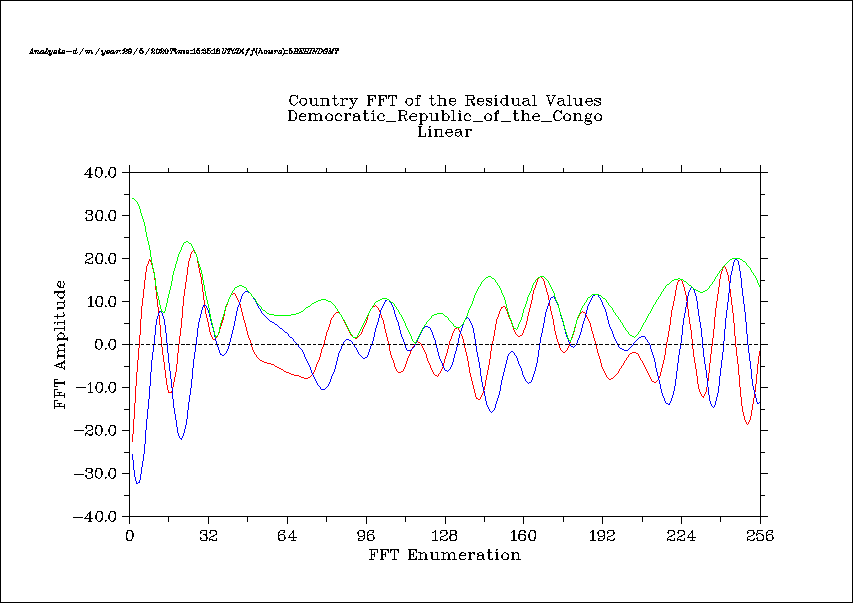 Country FFT of the Residual Values
Democratic_Republic_of_the_Congo
Linear
40.0
30.0
20.0
10.0
0.0
−10.0
−20.0
−30.0
−40.0
FFT Amplitude
0 32 64 96 128 160 192 224 256
FFT Enumeration